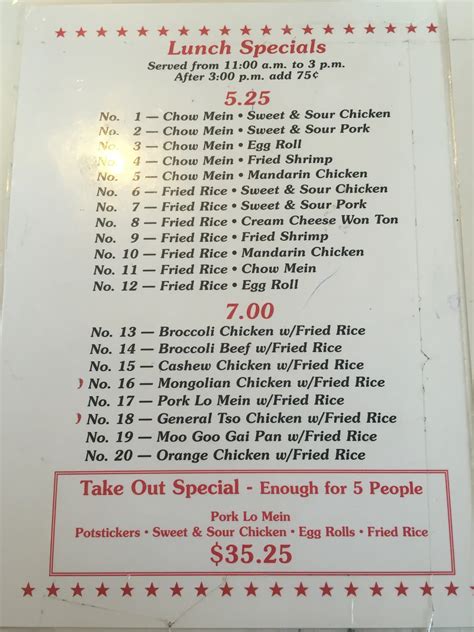 Lunch Specials
Served from 11:00 a.m. to 3 p.m.
After 3:00 p.m. add 75¢
5.25
No. 1 — Chow Mein • Sweet & Sour Chicken
No. 2 — Chow Mein • Sweet & Sour Pork
No. 3 — Chow Mein • Egg Roll
No. 4 — Chow Mein • Fried Shrimp
No. 5 — Chow Mein • Mandarin Chicken
No. 6 — Fried Rice • Sweet & Sour Chicken
No. 7 — Fried Rice • Sweet & Sour Pork
No. 8 — Fried Rice • Cream Cheese Won Ton
No. 9 — Fried Rice • Fried Shrimp
No. 10 — Fried Rice • Mandarin Chicken
No. 11 — Fried Rice • Chow Mein
No. 12 — Fried Rice • Egg Roll
7.00
No. 13 — Broccoli Chicken w/Fried Rice
No. 14 — Broccoli Beef w/Fried Rice
No. 15 — Cashew Chicken w/Fried Rice
No. 16 — Mongolian Chicken w/Fried Rice
No. 17 — Pork Lo Mein w/Fried Rice
No. 18 — General Tso Chicken w/Fried Rice
No. 19 — Moo Goo Gai Pan w/Fried Rice
No. 20 — Orange Chicken w/Fried Rice
Take Out Special - Enough for 5 People
Pork Lo Mein
Potstickers • Sweet & Sour Chicken • Egg Rolls • Fried Rice
$35.25